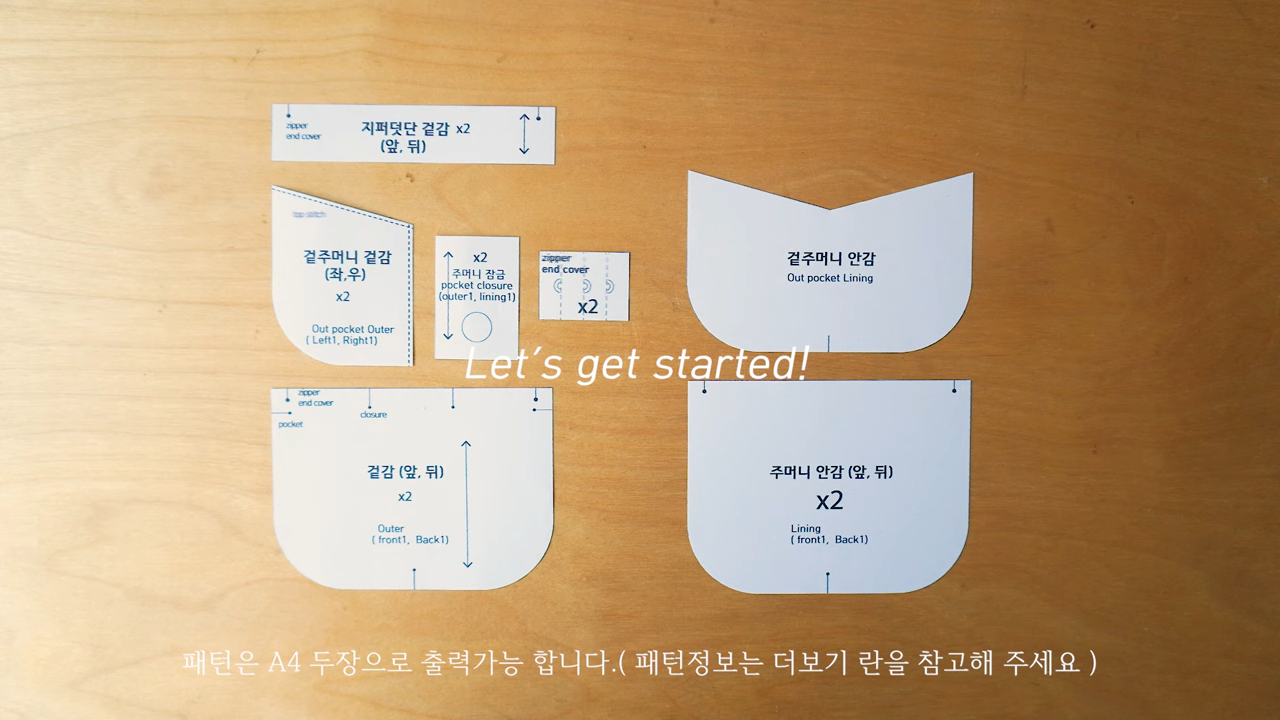 zipper
end cover
지퍼덧단 겉감 x2
(앞, 뒤)
top stitch
겉주머니 겉감
(좌,우)
x2
Out pocket Outer
( Left1, Right1)
x2
주머니 잠금
pocket closure
(outer1, lining1)
zipper
end cover
x2
겉주머니 안감
Out pocket Lining
Let's get started!
zipper
end cover
closure
pocket
겉감 (앞, 뒤)
x2
Outer
( front1, Back1)
주머니 안감 (앞, 뒤)
x2
Lining
( front1, Back1)
패턴은 A4 두장으로 출력가능 합니다.( 패턴정보는 더보기 란을 참고해 주세요 )